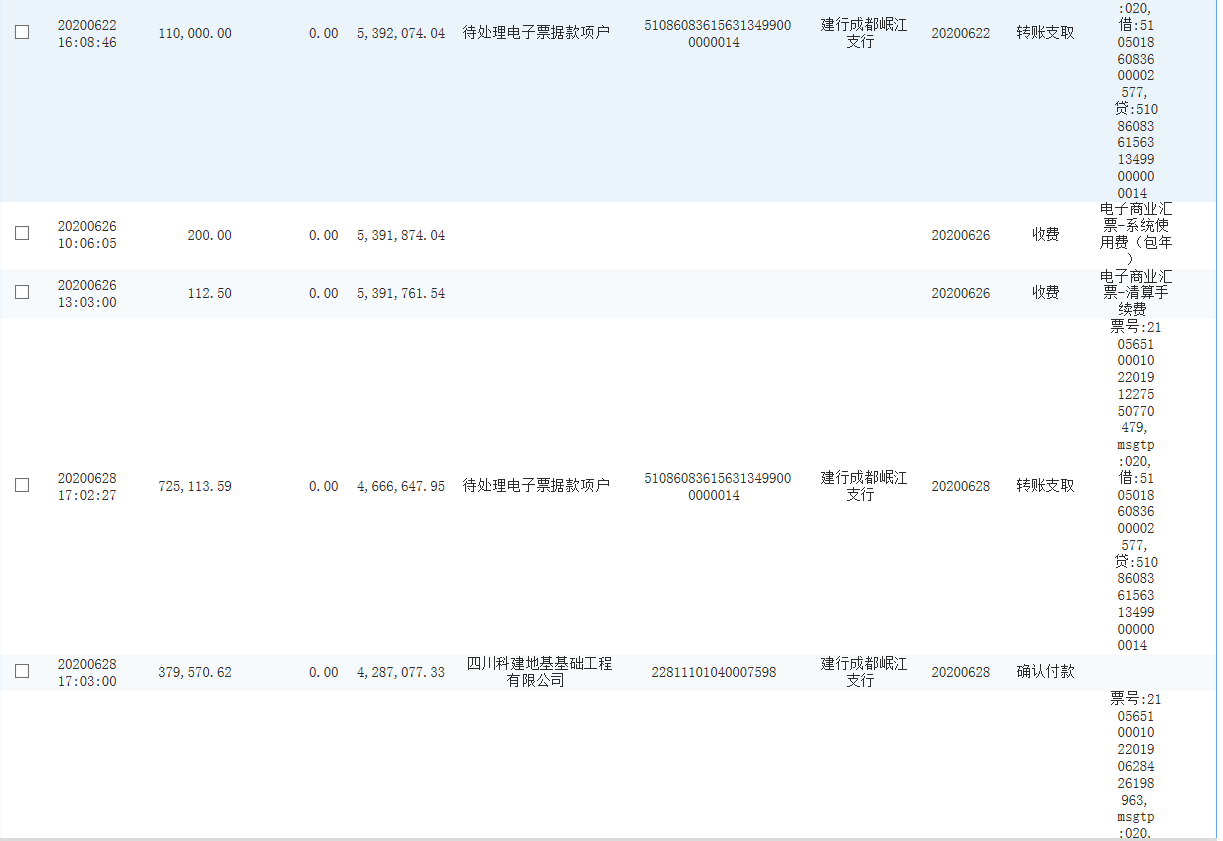 :020,
借:51
05018
60836
00002
577,
贷:510
86083
61563
13499
00000
0014
20200622
16:08:46
110,000.00
0.00
5,392,074.04
待处理电子票据款项户
51086083615631349900
0000014
建行成都岷江
支行
20200622
转账支取
20200626
10:06:05
200.00
0.00
5,391,874.04
20200626
收费
电子商业汇
票-系统使
用费（包年
）
20200626
13:03:00
112.50
0.00
5,391,761.54
20200626
收费
电子商业汇
票-清算手
续费
20200628
17:02:27
725,113.59
0.00
4,666,647.95
待处理电子票据款项户
51086083615631349900
0000014
建行成都岷江
支行
20200628
转账支取
票号:21
05651
00010
22019
12275
50770
479,
msgtp
:020,
借:51
05018
60836
00002
577,
贷:510
86083
61563
13499
00000
0014
20200628
17:03:00
379,570.62
0.00
4,287,077.33
四川科建地基基础工程
有限公司
22811101040007598
建行成都岷江
支行
20200628
确认付款
票号:21
05651
00010
22019
06284
26198
963,
msgtp
:020,